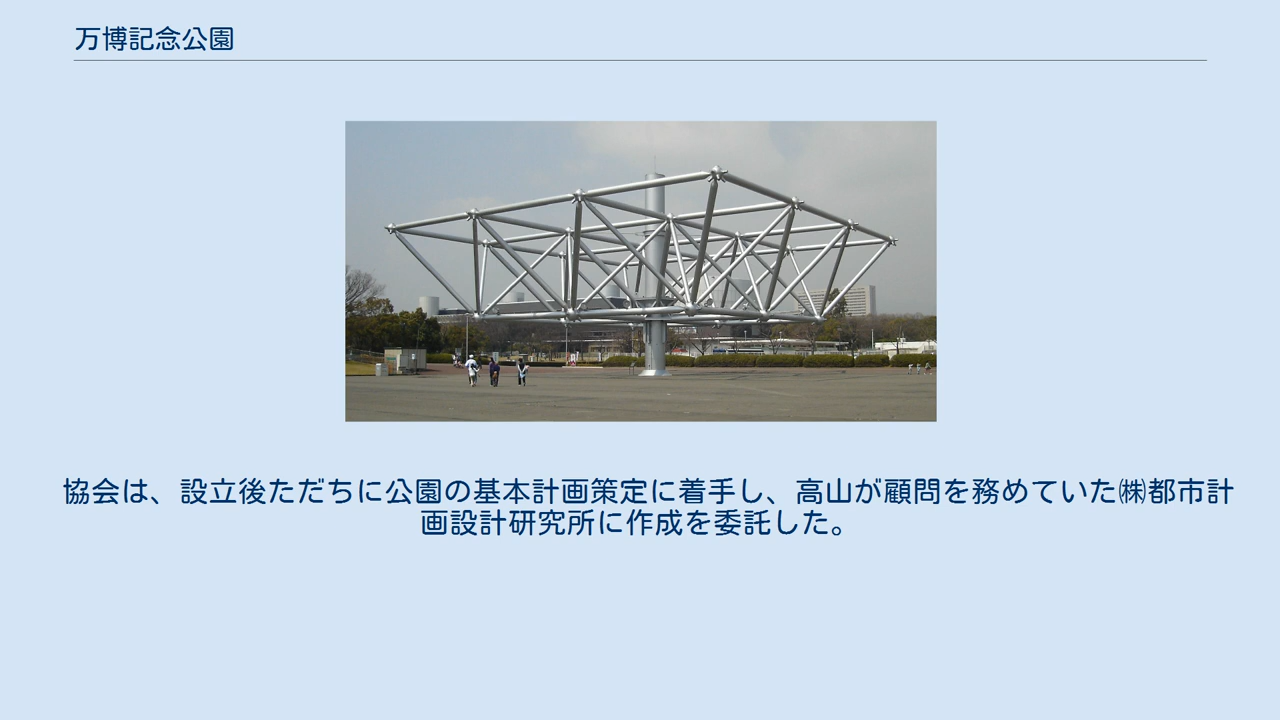 万博記念公園
協会は、設立後ただちに公園の基本計画策定に着手し、高山が顧問を務めていた㈱都市計
画設計研究所に作成を委託した。